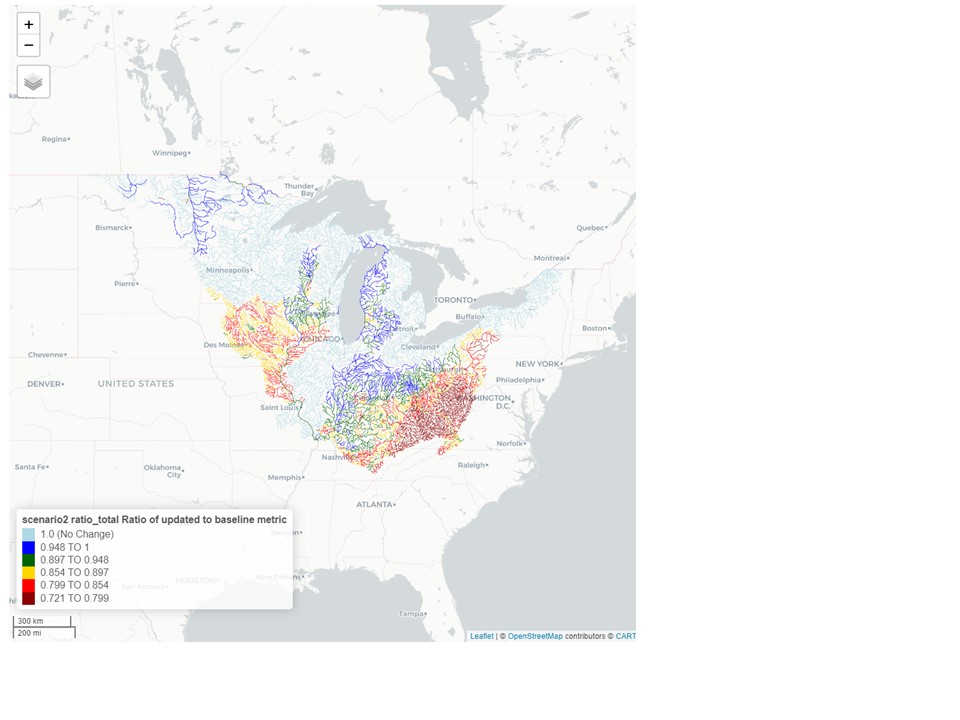 +
−
Regina
Winnipeg
Thunder
Bay
Bismarck
Quebec
Montreal
Minneapolis
Pierre
TORONTO
Buffalo
Boston
Des Moines
CHICAGO
Cleveland
Cheyenne
NEW YORK
DENVER
UNITED STATES
Philadelphia
WASHINGTON
D.C.
Saint Louis
Norfolk
Nashville
Raleigh
Santa Fe
Oklahoma
City
Memphis
ATLANTA
scenario2 ratio_total Ratio of updated to baseline metric
1.0 (No Change)
0.948 TO 1
0.897 TO 0.948
0.854 TO 0.897
0.799 TO 0.854
0.721 TO 0.799
Jackson
New Orleans
San Antonio
HOUSTON
Tampa
300 km
200 mi
Leaflet | © OpenStreetMap contributors © CART